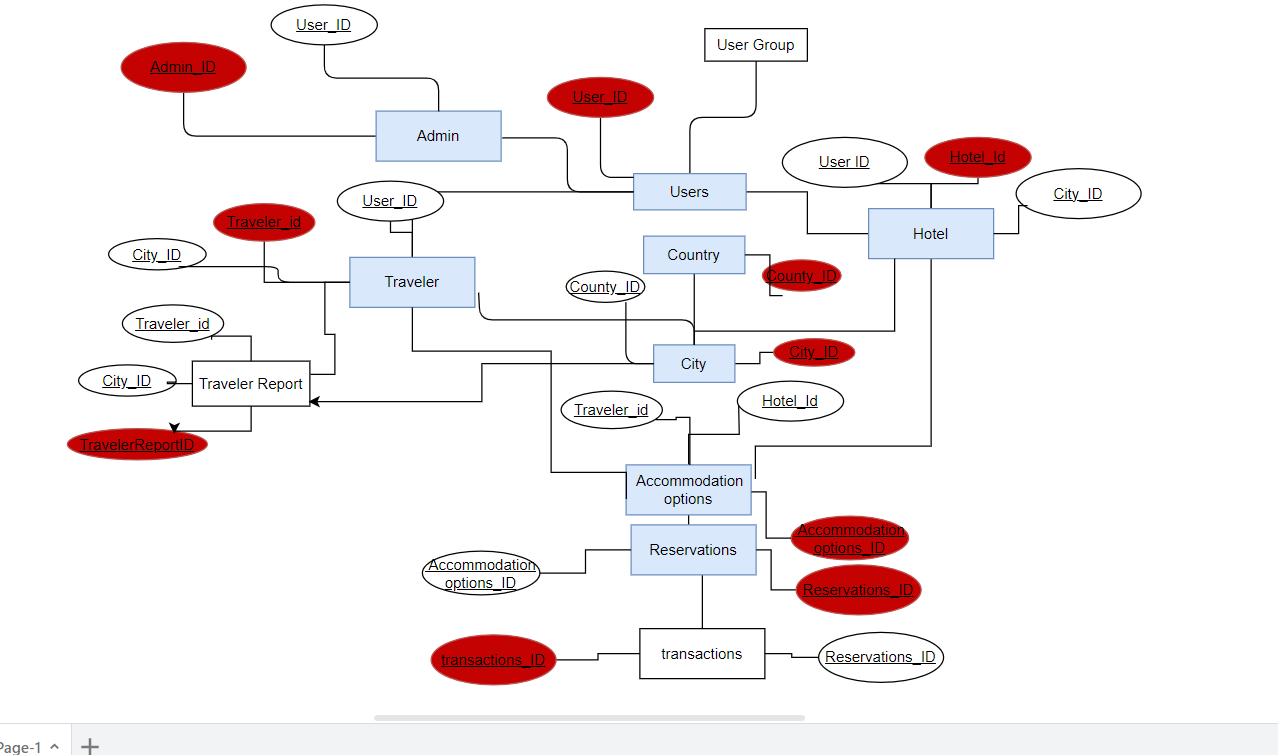 User_ID
User Group
Admin_ID
User_ID
Admin
User ID
Hotel_Id
Users
City_ID
User_ID
Traveler_id
Hotel
City_ID
Country
County_ID
Traveler
County_ID
Traveler_id
City_ID
City
City_ID
Traveler Report
Hotel_Id
Traveler_id
TravelerReportID
Accommodation
options
Accommodation
options_ID
Reservations
Accommodation
options_ID
Reservations_ID
transactions
Reservations_ID
transactions_ID
Page-1